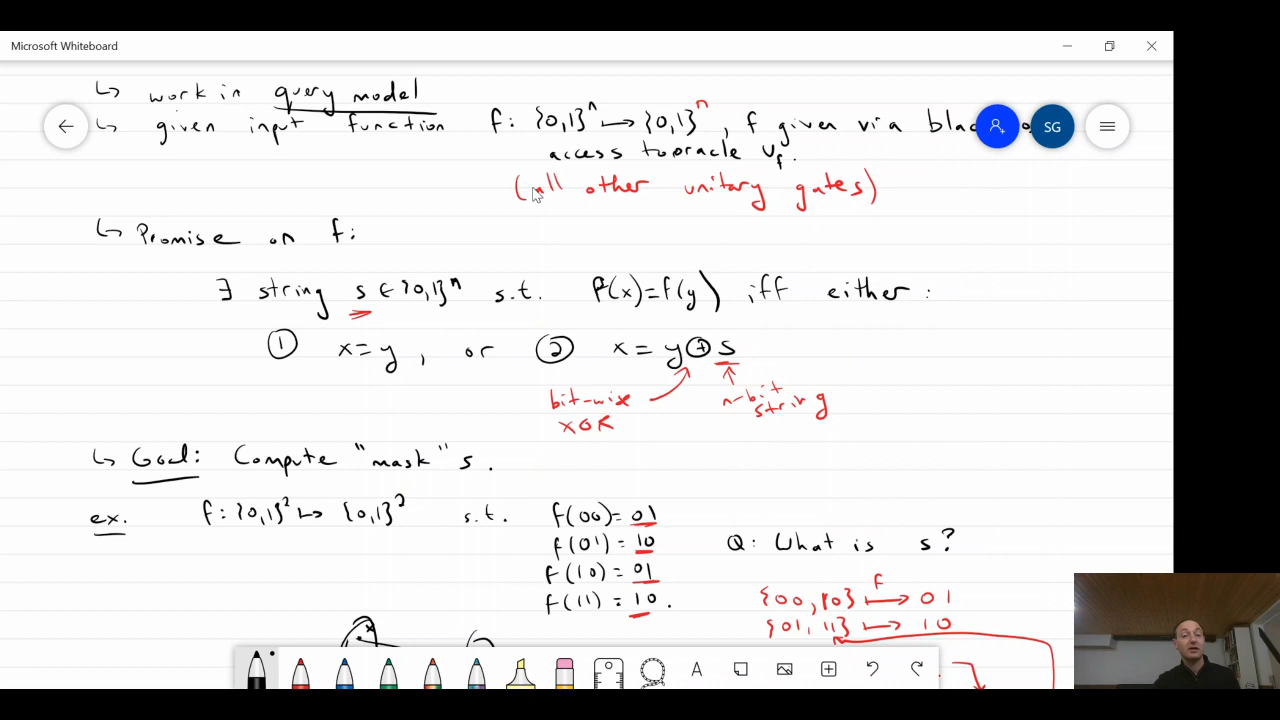 Microsoft Whiteboard
↳ work in query model
↳ given input function f: {0,1}ⁿ ↦ {0,1}ⁿ, f given via
access to oracle U_f.
(all other unitary gates)
↳ Promise on f:
∃ string s ∈ {0,1}ⁿ s.t. f(x)=f(y) iff either:
① x=y, or ② x = y⊕s
bit-wise XOR
n-bit string
↳ Goal: Compute "mask" s.
ex. f: {0,1}² ↦ {0,1}² s.t. f(00) = 01
f(01) = 10
f(10) = 01
f(11) = 10.
Q: What is s?
{00,10} f ↦ 01
{01,11} ↦ 10
x
SG
A